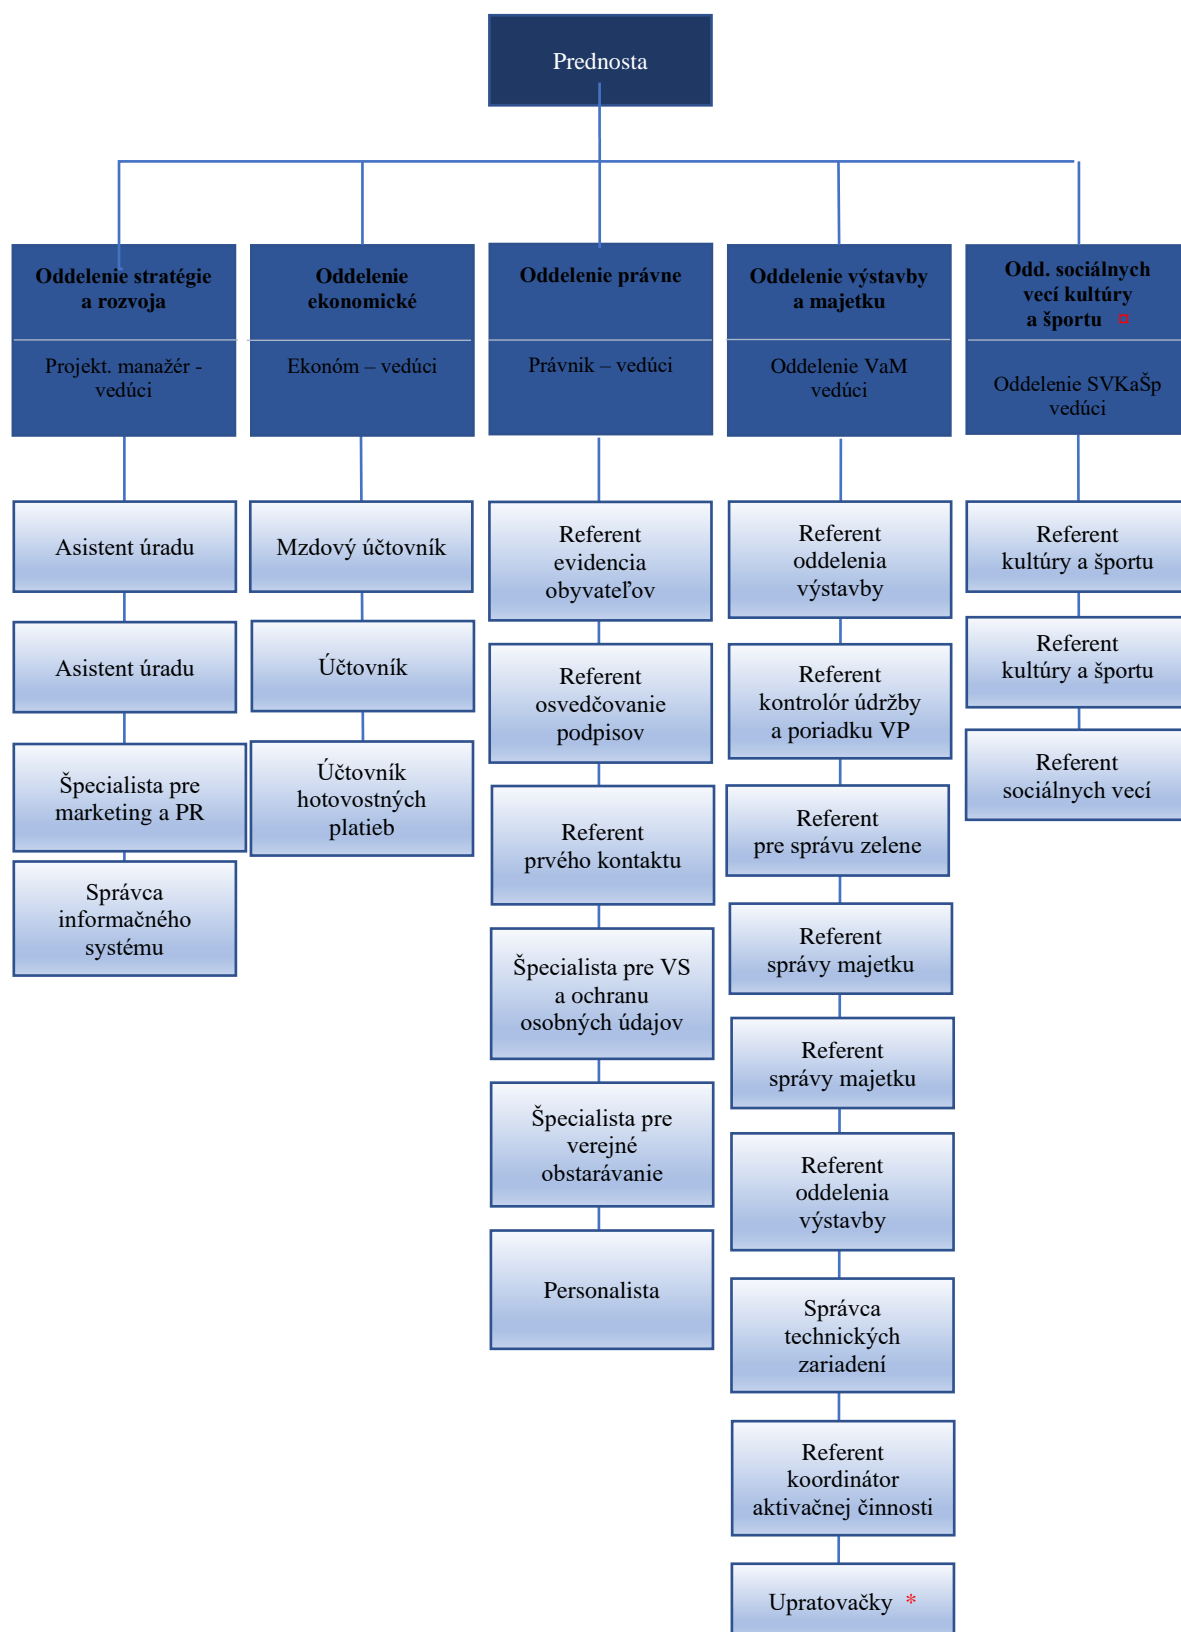 Prednosta
Oddelenie stratégie
a rozvoja
Projekt. manažér -
vedúci
Asistent úradu
Asistent úradu
Špecialista pre
marketing a PR
Správca
informačného
systému
Oddelenie
ekonomické
Ekonóm – vedúci
Mzdový účtovník
Účtovník
Účtovník
hotovostných
platieb
Oddelenie právne
Právnik – vedúci
Referent
evidencia
obyvateľov
Referent
osvedčovanie
podpisov
Referent
prvého kontaktu
Špecialista pre VS
a ochranu
osobných údajov
Špecialista pre
verejné
obstarávanie
Personalista
Oddelenie výstavby
a majetku
Oddelenie VaM
vedúci
Referent
oddelenia
výstavby
Referent
kontrolór údržby
a poriadku VP
Referent
pre správu zelene
Referent
správy majetku
Referent
správy majetku
Referent
oddelenia
výstavby
Správca
technických
zariadení
Referent
koordinátor
aktivačnej činnosti
Upratovačky *
Odd. sociálnych
vecí kultúry
a športu ¤
Oddelenie SVKaŠp
vedúci
Referent
kultúry a športu
Referent
kultúry a športu
Referent
sociálnych vecí